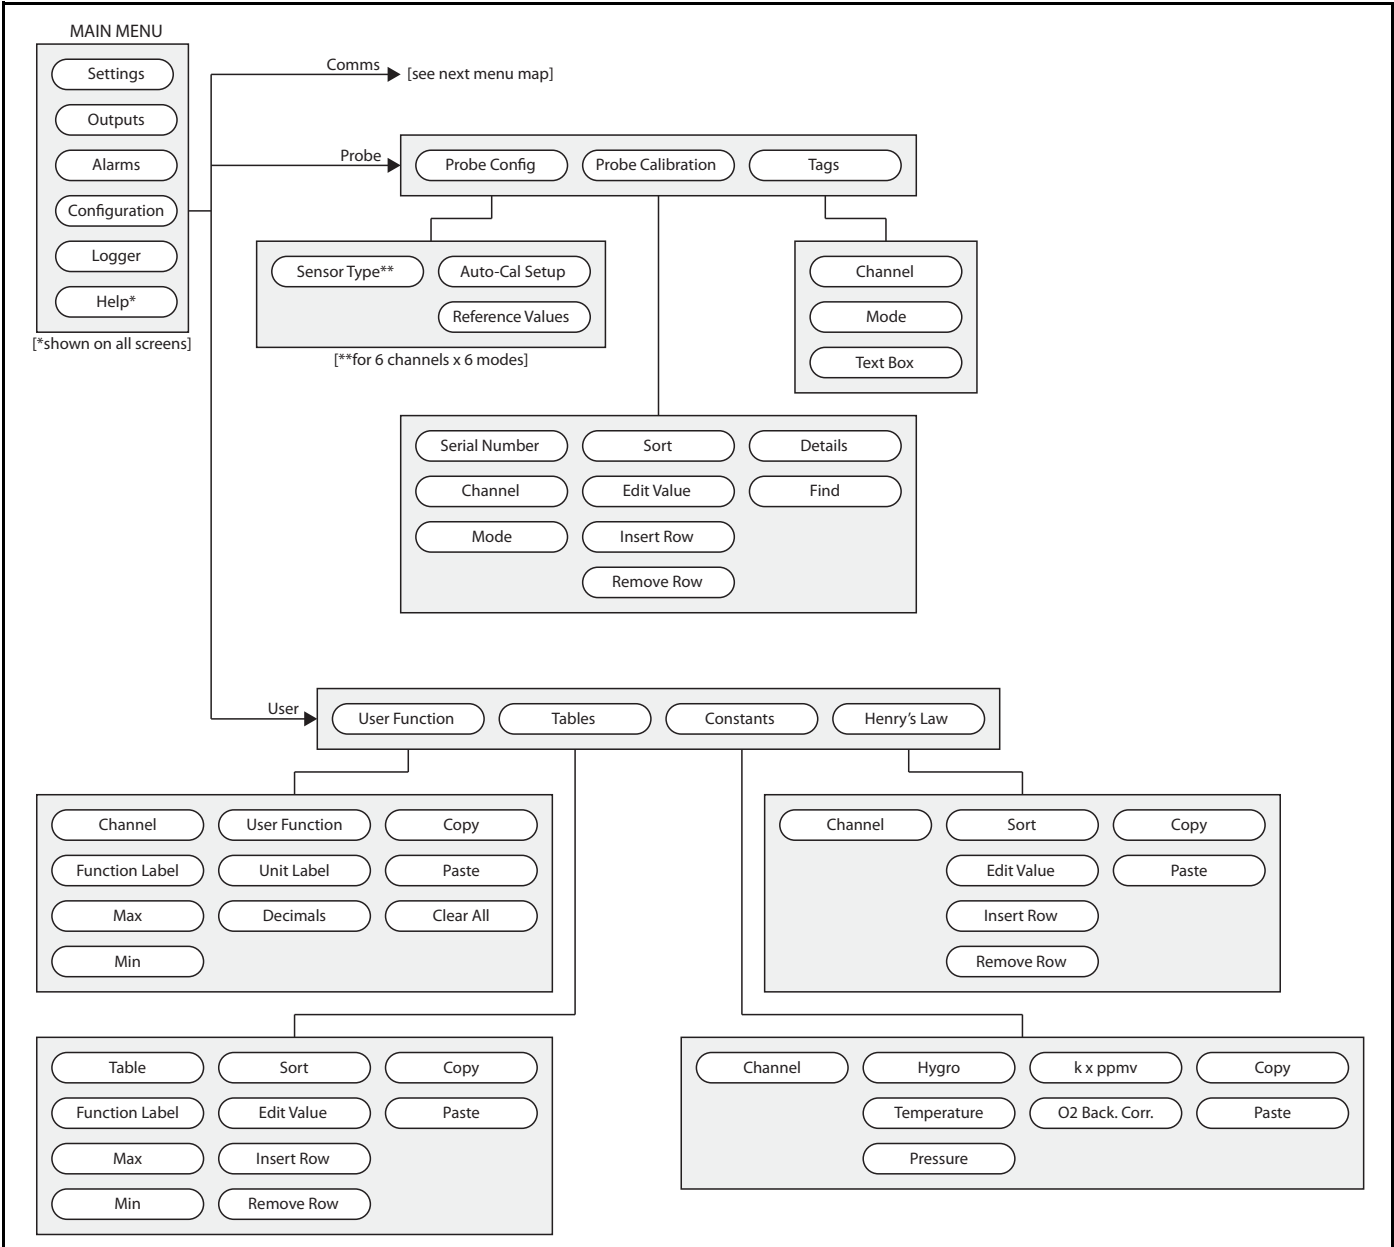 MAIN MENU
Settings
Outputs
Alarms
Configuration
Logger
Help*
[*shown on all screens]
Comms
[see next menu map]
Probe
Probe Config
Probe Calibration
Tags
Sensor Type**
Auto-Cal Setup
Reference Values
[**for 6 channels x 6 modes]
Channel
Mode
Text Box
Serial Number
Sort
Details
Channel
Edit Value
Find
Mode
Insert Row
Remove Row
User
User Function
Tables
Constants
Henry's Law
Channel
User Function
Copy
Function Label
Unit Label
Paste
Max
Decimals
Clear All
Min
Channel
Sort
Copy
Edit Value
Paste
Insert Row
Remove Row
Table
Sort
Copy
Function Label
Edit Value
Paste
Max
Insert Row
Min
Remove Row
Channel
Hygro
k x ppmv
Copy
Temperature
O2 Back. Corr.
Paste
Pressure